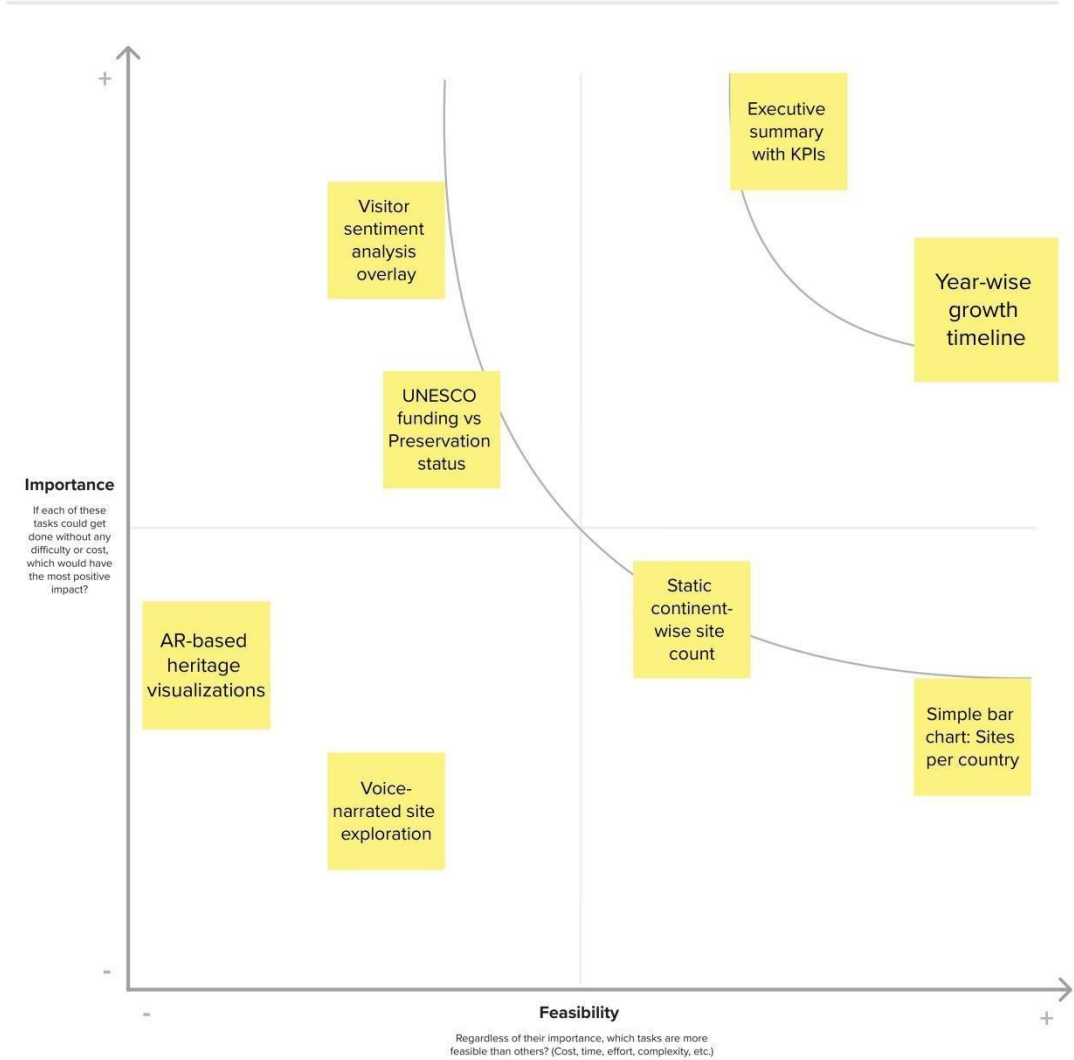 +
Executive
summary
with KPIs
Visitor
sentiment
analysis
overlay
Year-wise
growth
timeline
UNESCO
funding vs
Preservation
status
Importance
If each of these
tasks could get
done without any
difficulty or cost,
which would have
the most positive
impact?
Static
continent-
wise site
count
AR-based
heritage
visualizations
Simple bar
chart: Sites
per country
Voice-
narrated site
exploration
-
-
Feasibility
+
Regardless of their importance, which tasks are more
feasible than others? (Cost, time, effort, complexity, etc.)